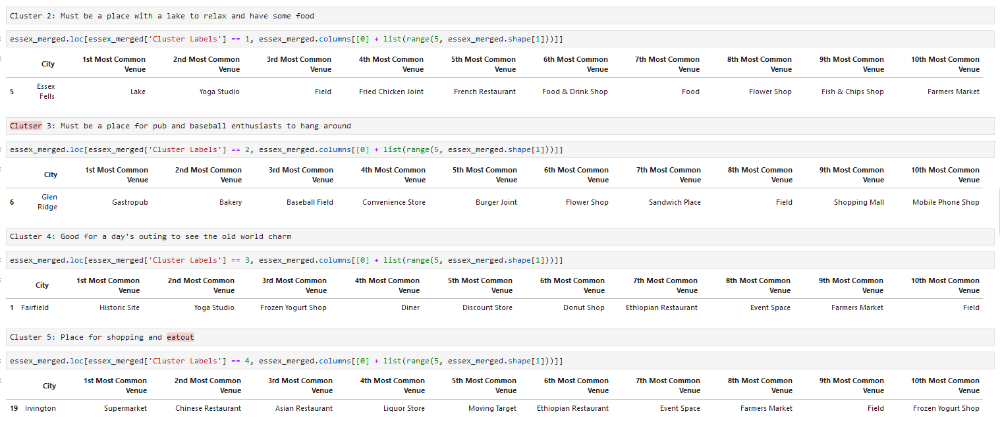 Cluster 2: Must be a place with a lake to relax and have some food
essex_merged.loc[essex_merged['Cluster Labels'] == 1, essex_merged.columns[[0] + list(range(5, essex_merged.shape[1]))]]
City 1st Most Common Venue 2nd Most Common Venue 3rd Most Common Venue 4th Most Common Venue 5th Most Common Venue 6th Most Common Venue 7th Most Common Venue 8th Most Common Venue 9th Most Common Venue 10th Most Common Venue
5 Essex Fells Lake Yoga Studio Field Fried Chicken Joint French Restaurant Food & Drink Shop Food Flower Shop Fish & Chips Shop Farmers Market
Clutser 3: Must be a place for pub and baseball enthusiasts to hang around
essex_merged.loc[essex_merged['Cluster Labels'] == 2, essex_merged.columns[[0] + list(range(5, essex_merged.shape[1]))]]
City 1st Most Common Venue 2nd Most Common Venue 3rd Most Common Venue 4th Most Common Venue 5th Most Common Venue 6th Most Common Venue 7th Most Common Venue 8th Most Common Venue 9th Most Common Venue 10th Most Common Venue
6 Glen Ridge Gastropub Bakery Baseball Field Convenience Store Burger Joint Flower Shop Sandwich Place Field Shopping Mall Mobile Phone Shop
Cluster 4: Good for a day's outing to see the old world charm
essex_merged.loc[essex_merged['Cluster Labels'] == 3, essex_merged.columns[[0] + list(range(5, essex_merged.shape[1]))]]
City 1st Most Common Venue 2nd Most Common Venue 3rd Most Common Venue 4th Most Common Venue 5th Most Common Venue 6th Most Common Venue 7th Most Common Venue 8th Most Common Venue 9th Most Common Venue 10th Most Common Venue
1 Fairfield Historic Site Yoga Studio Frozen Yogurt Shop Diner Discount Store Donut Shop Ethiopian Restaurant Event Space Farmers Market Field
Cluster 5: Place for shopping and eatout
essex_merged.loc[essex_merged['Cluster Labels'] == 4, essex_merged.columns[[0] + list(range(5, essex_merged.shape[1]))]]
City 1st Most Common Venue 2nd Most Common Venue 3rd Most Common Venue 4th Most Common Venue 5th Most Common Venue 6th Most Common Venue 7th Most Common Venue 8th Most Common Venue 9th Most Common Venue 10th Most Common Venue
19 Irvington Supermarket Chinese Restaurant Asian Restaurant Liquor Store Moving Target Ethiopian Restaurant Event Space Farmers Market Field Frozen Yogurt Shop